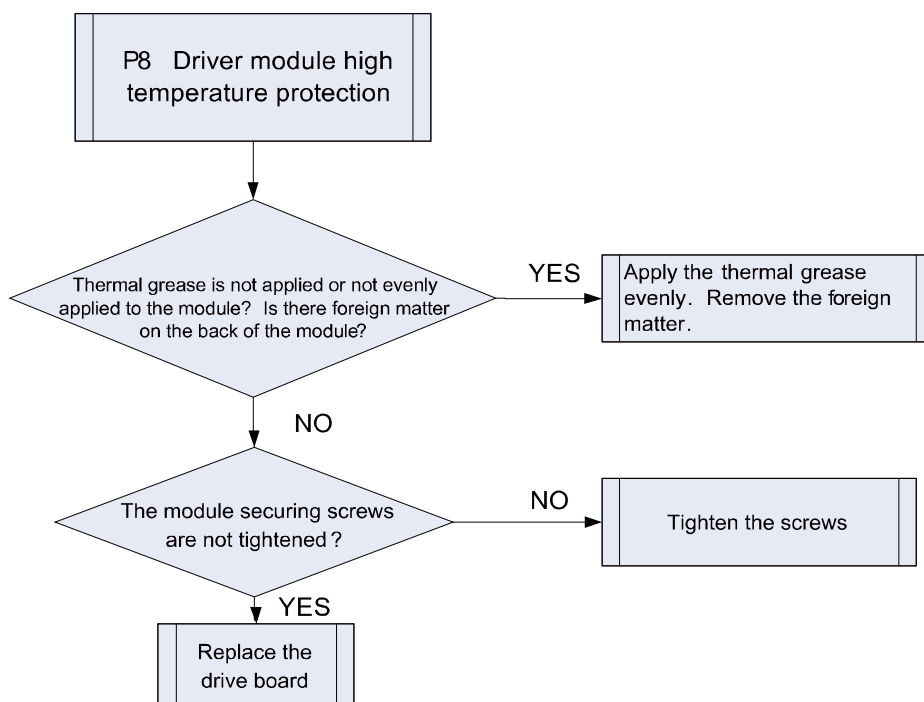 P8 Driver module high
temperature protection
Thermal grease is not applied or not evenly
applied to the module? Is there foreign matter
on the back of the module?
YES
Apply the thermal grease
evenly. Remove the foreign
matter.
NO
The module securing screws
are not tightened?
NO
Tighten the screws
YES
Replace the
drive board